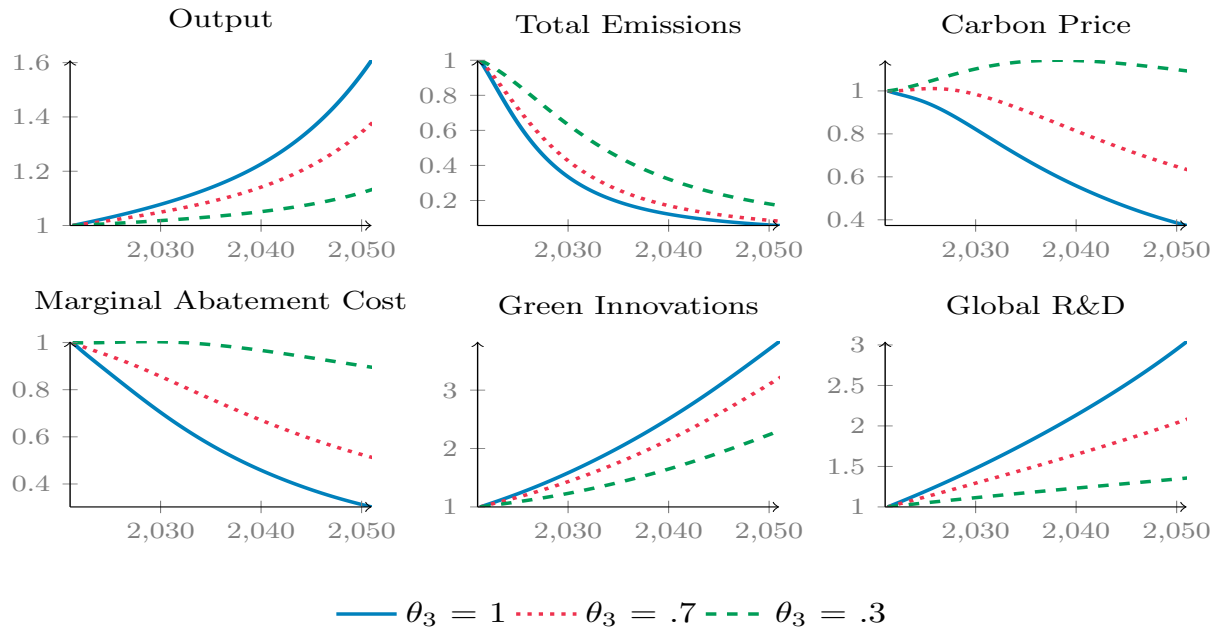 Output
1
1.2
1.4
1.6
2,030 2,040 2,050
Total Emissions
0.2
0.4
0.6
0.8
1
2,030 2,040 2,050
Carbon Price
0.4
0.6
0.8
1
2,030 2,040 2,050
Marginal Abatement Cost
0.4
0.6
0.8
1
2,030 2,040 2,050
Green Innovations
1
2
3
2,030 2,040 2,050
Global R&D
1
1.5
2
2.5
3
2,030 2,040 2,050
θ₃ = 1 θ₃ = .7 θ₃ = .3